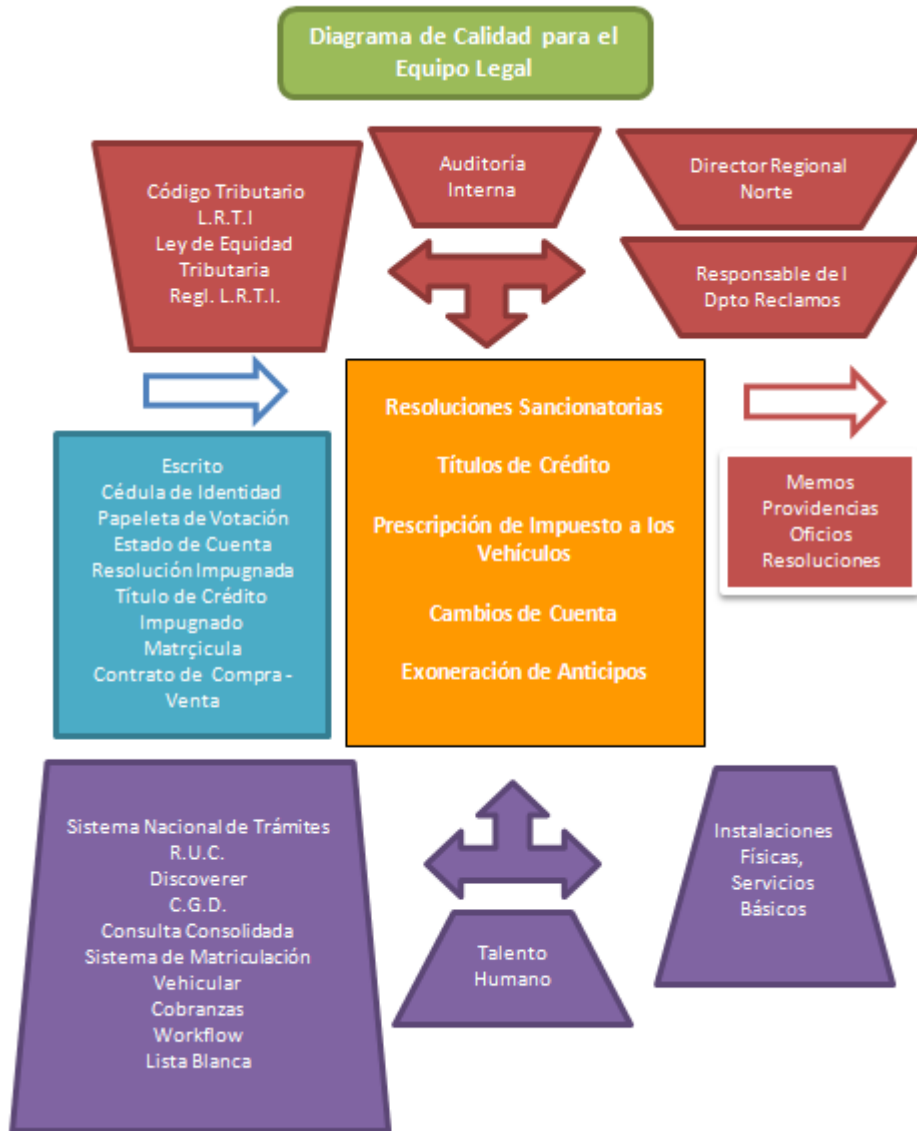 Diagrama de Calidad para el
Equipo Legal
Código Tributario
L.R.T.I
Ley de Equidad
Tributaria
Regl. L.R.T.I.
Auditoría
Interna
Director Regional
Norte
Responsable del
Dpto Reclamos
Escrito
Cédula de Identidad
Papeleta de Votación
Estado de Cuenta
Resolución Impugnada
Título de Crédito
Impugnado
Matrçicula
Contrato de Compra -
Venta
Resoluciones Sancionatorias
Títulos de Crédito
Prescripción de Impuesto a los
Vehículos
Cambios de Cuenta
Exoneración de Anticipos
Memos
Providencias
Oficios
Resoluciones
Sistema Nacional de Trámites
R.U.C.
Discoverer
C.G.D.
Consulta Consolidada
Sistema de Matriculación
Vehicular
Cobranzas
Workflow
Lista Blanca
Talento
Humano
Instalaciones
Físicas,
Servicios
Básicos